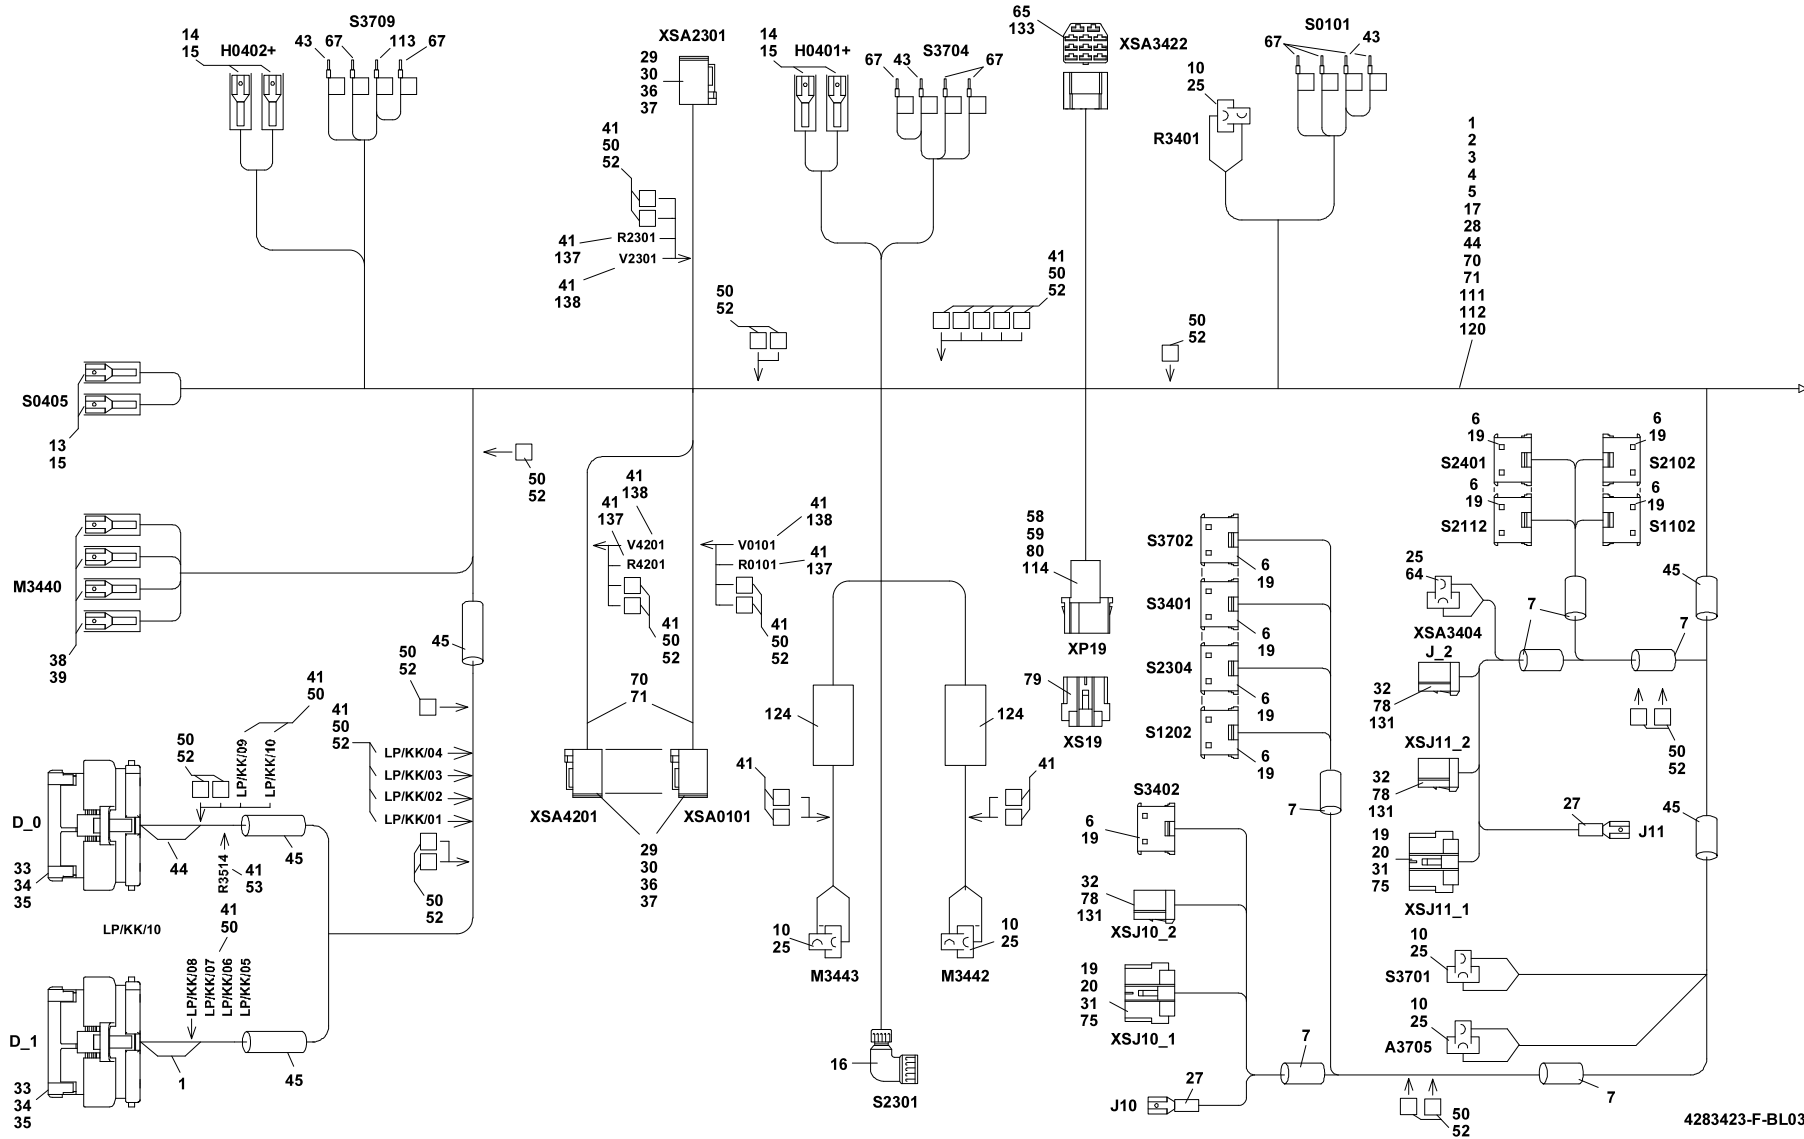 14
15
H0402+
S3709
43
67
113
67
XSA2301
29
30
36
37
14
15
H0401+
S3704
67
43
67
65
133
XSA3422
S0101
67
43
10
25
R3401
1
2
3
4
5
17
28
44
70
71
111
112
120
41
50
52
41
137
R2301
V2301
41
138
50
52
41
50
52
50
52
S0405
13
15
50
52
M3440
38
39
45
50
52
41
138
41
137
V4201
R4201
41
50
52
41
138
V0101
R0101
41
137
41
50
52
70
71
XSA4201
XSA0101
29
30
36
37
58
59
80
114
XP19
79
XS19
124
124
41
41
10
25
M3443
10
25
M3442
16
S2301
41
50
41
50
52
LP/KK/04
LP/KK/03
LP/KK/02
LP/KK/01
50
52
50
52
LP/KK/09
LP/KK/10
D_0
33
34
35
44
R3514
41
53
45
LP/KK/10
41
50
LP/KK/08
LP/KK/07
LP/KK/06
LP/KK/05
D_1
33
34
35
1
45
S3702
6
19
S3401
6
19
S2304
6
19
S1202
6
19
7
S3402
6
19
32
78
131
XSJ10_2
19
20
31
75
XSJ10_1
J10
27
7
6
19
S2401
6
19
S2102
6
19
S2112
6
19
S1102
25
64
XSA3404
7
7
7
45
J_2
32
78
131
XSJ11_2
32
78
131
50
52
27
J11
45
19
20
31
75
XSJ11_1
10
25
S3701
10
25
A3705
7
50
52
4283423-F-BL03